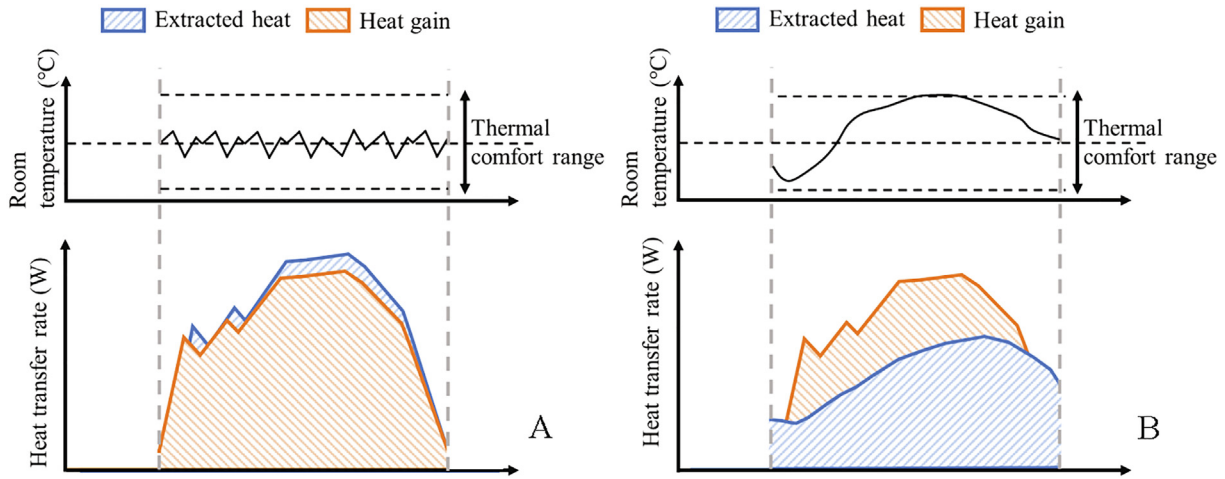 Extracted heat
Heat gain
Room
temperature (°C)
Thermal
comfort range
Heat transfer rate (W)
A
Extracted heat
Heat gain
Room
temperature (°C)
Thermal
comfort range
Heat transfer rate (W)
B